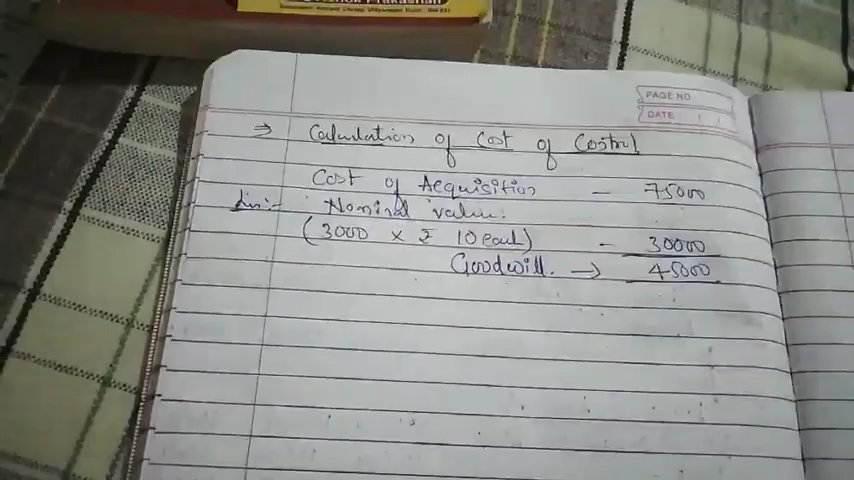 PAGE NO
DATE
⇒ Calculation of Cost of Control
Cost of Acquisition - 75000
Nominal value.
(3000 x ₹ 10 each) - 30000
Goodwill. → 45000